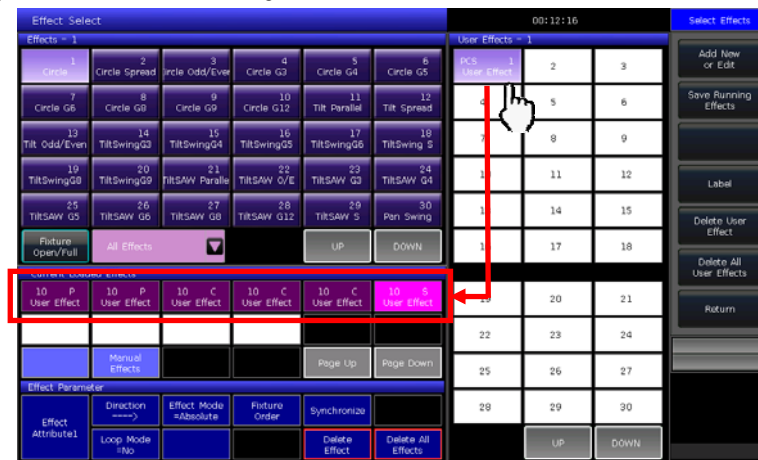 Effect Select
00:12:16
Select Effects
Effects - 1
1
Circle
2
Circle Spread
3
ircle Odd/Ever
4
Circle G3
5
Circle G4
6
Circle G5
7
Circle G6
8
Circle G8
9
Circle G9
10
Circle G12
11
Tilt Parallel
12
Tilt Spread
13
Tilt Odd/Even
14
TiltSwingG3
15
TiltSwingG4
16
TiltSwingG5
17
TiltSwingG6
18
TiltSwing S
19
TiltSwingG8
20
TiltSwingG9
21
TiltSAW Paralle
22
TiltSAW O/E
23
TiltSAW G3
24
TiltSAW G4
25
TiltSAW G5
26
TiltSAW G6
27
TiltSAW G8
28
TiltSAW G12
29
TiltSAW S
30
Pan Swing
Fixture
Open/Full
All Effects
UP
DOWN
Current Loaded Effects
10 P
User Effect
10 P
User Effect
10 C
User Effect
10 C
User Effect
10 C
User Effect
10 S
User Effect
Manual
Effects
Page Up
Page Down
Effect Parameter
Effect
Attribute1
Direction
---->
Effect Mode
=Absolute
Fixture
Order
Synchronize
Loop Mode
=No
Delete
Effect
Delete All
Effects
User Effects - 1
PCS 1
User Effect
2
3
4
5
6
7
8
9
11
12
14
15
17
18
19
20
21
22
23
24
25
26
27
28
29
30
UP
DOWN
Add New
or Edit
Save Running
Effects
Label
Delete User
Effect
Delete All
User Effects
Return